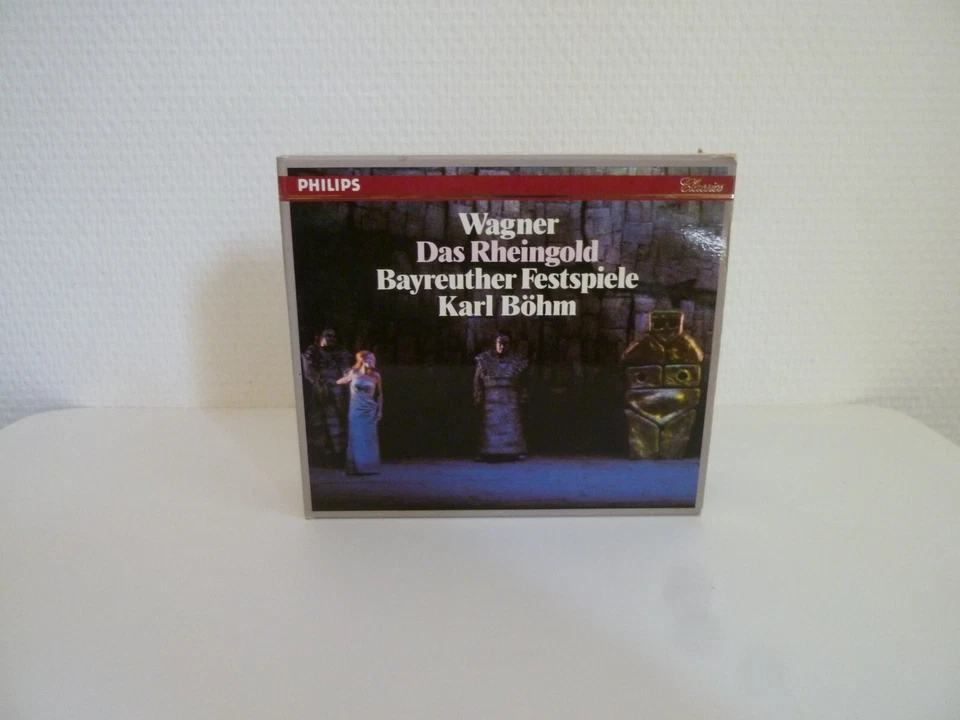 PHILIPS
Classics
Wagner
Das Rheingold
Bayreuther Festspiele
Karl Böhm